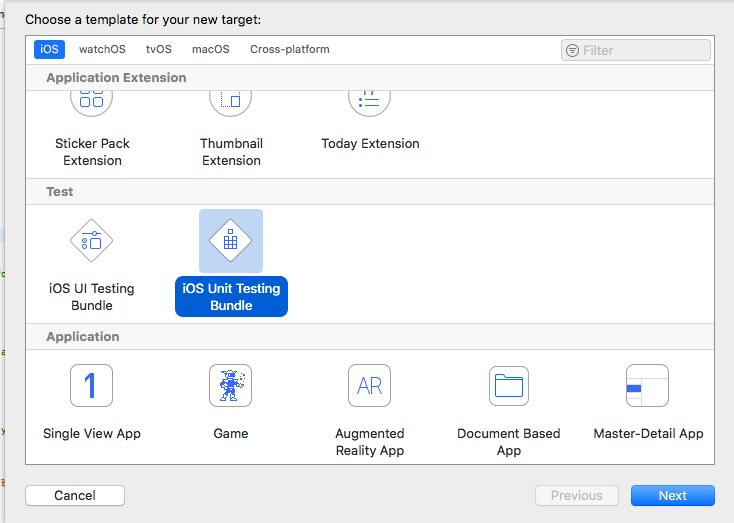 Choose a template for your new target:
iOS watchOS tvOS macOS Cross-platform Filter
Application Extension
Sticker Pack Extension
Thumbnail Extension
Today Extension
Test
iOS UI Testing Bundle
iOS Unit Testing Bundle
Application
1
Single View App
Game
AR
Augmented Reality App
Document Based App
Master-Detail App
Cancel Previous Next